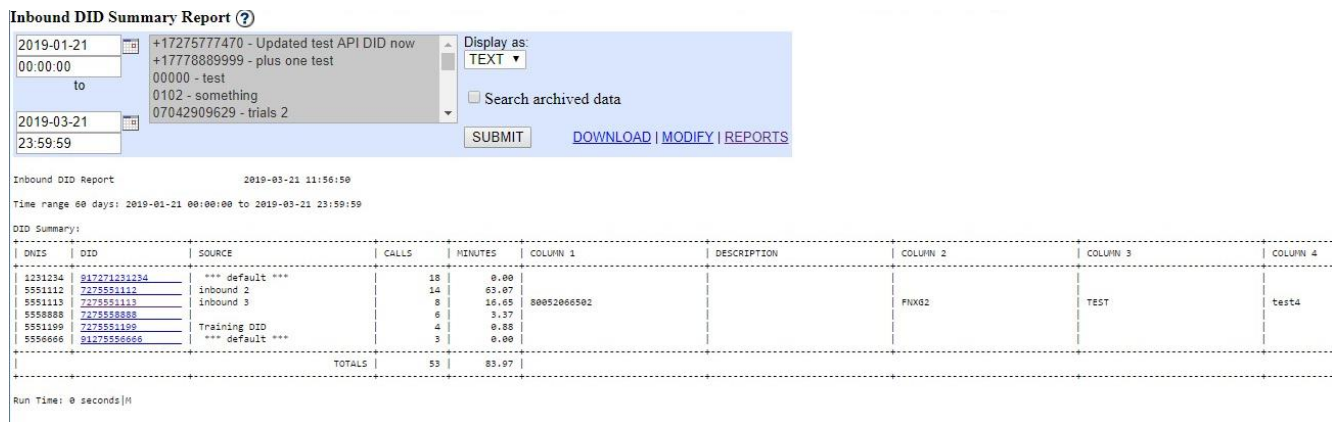 Inbound DID Summary Report (?)
2019-01-21
00:00:00
to
2019-03-21
23:59:59
+17275777470 - Updated test API DID now
+17778889999 - plus one test
00000 - test
0102 - something
07042909629 - trials 2
Display as:
TEXT
Search archived data
SUBMIT
DOWNLOAD | MODIFY | REPORTS
Inbound DID Report 2019-03-21 11:56:50
Time range 60 days: 2019-01-21 00:00:00 to 2019-03-21 23:59:59
DID Summary:
| DNIS | DID | SOURCE | CALLS | MINUTES | COLUMN 1 | DESCRIPTION | COLUMN 2 | COLUMN 3 | COLUMN 4
| 1231234 | 917271231234 | *** default *** | 18 | 0.00 |
| 5551112 | 7275551112 | inbound 2 | 14 | 63.07 |
| 5551113 | 7275551113 | inbound 3 | 8 | 16.65 | 80052066502 | | FNXG2 | TEST | test4
| 5558888 | 7275558888 | | 6 | 3.37 |
| 5551199 | 7275551199 | Training DID | 4 | 0.88 |
| 5556666 | 91275556666 | *** default *** | 3 | 0.00 |
| TOTALS | 53 | 83.97 |
Run Time: 0 seconds|M